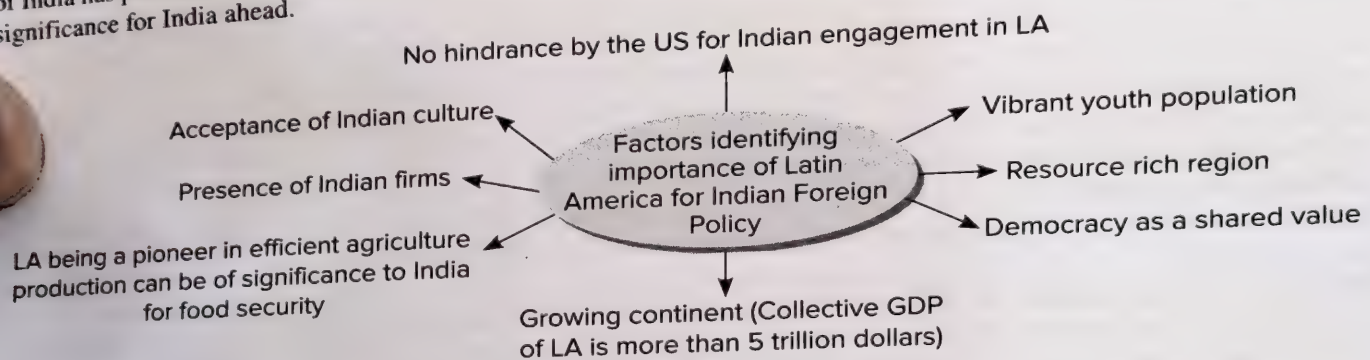 significance for India ahead.
No hindrance by the US for Indian engagement in LA
Acceptance of Indian culture
Presence of Indian firms
LA being a pioneer in efficient agriculture
production can be of significance to India
for food security
Factors identifying
importance of Latin
America for Indian Foreign
Policy
Vibrant youth population
Resource rich region
Democracy as a shared value
Growing continent (Collective GDP
of LA is more than 5 trillion dollars)